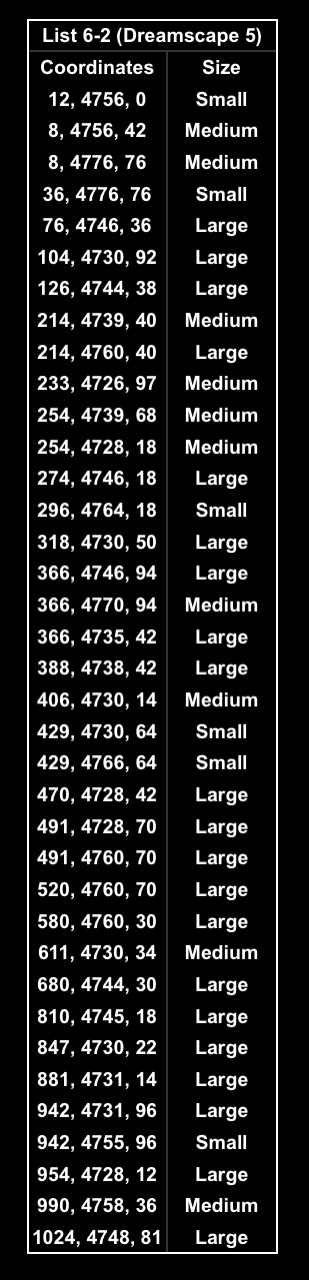 List 6-2 (Dreamscape 5)
Coordinates Size
12, 4756, 0 Small
8, 4756, 42 Medium
8, 4776, 76 Medium
36, 4776, 76 Small
76, 4746, 36 Large
104, 4730, 92 Large
126, 4744, 38 Large
214, 4739, 40 Medium
214, 4760, 40 Large
233, 4726, 97 Medium
254, 4739, 68 Medium
254, 4728, 18 Medium
274, 4746, 18 Large
296, 4764, 18 Small
318, 4730, 50 Large
366, 4746, 94 Large
366, 4770, 94 Medium
366, 4735, 42 Large
388, 4738, 42 Large
406, 4730, 14 Medium
429, 4730, 64 Small
429, 4766, 64 Small
470, 4728, 42 Large
491, 4728, 70 Large
491, 4760, 70 Large
520, 4760, 70 Large
580, 4760, 30 Large
611, 4730, 34 Medium
680, 4744, 30 Large
810, 4745, 18 Large
847, 4730, 22 Large
881, 4731, 14 Large
942, 4731, 96 Large
942, 4755, 96 Small
954, 4728, 12 Large
990, 4758, 36 Medium
1024, 4748, 81 Large